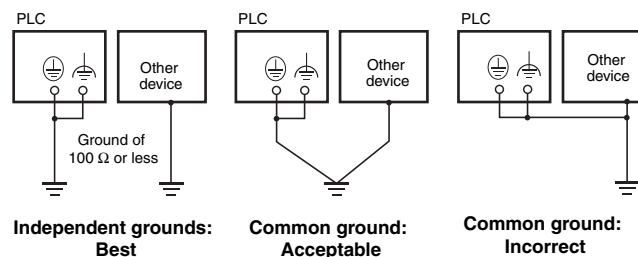 PLC
Other
device
Ground of
100 Ω or less
Independent grounds:
Best
PLC
Other
device
Common ground:
Acceptable
PLC
Other
device
Common ground:
Incorrect